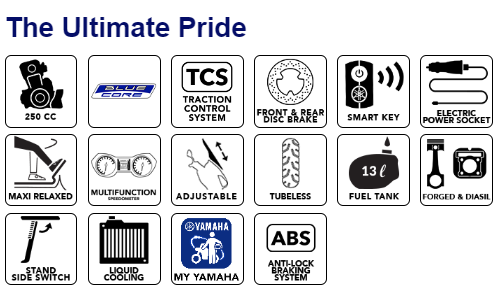 The Ultimate Pride
250 CC
BLUE
CORE
TCS
TRACTION
CONTROL
SYSTEM
FRONT & REAR
DISC BRAKE
SMART KEY
ELECTRIC
POWER SOCKET
MAXI RELAXED
MULTIFUNCTION
SPEEDOMETER
ADJUSTABLE
TUBELESS
13 ℓ
FUEL TANK
FORGED & DIASIL
STAND
SIDE SWITCH
LIQUID
COOLING
YAMAHA
MY YAMAHA
ABS
ANTI-LOCK
BRAKING
SYSTEM